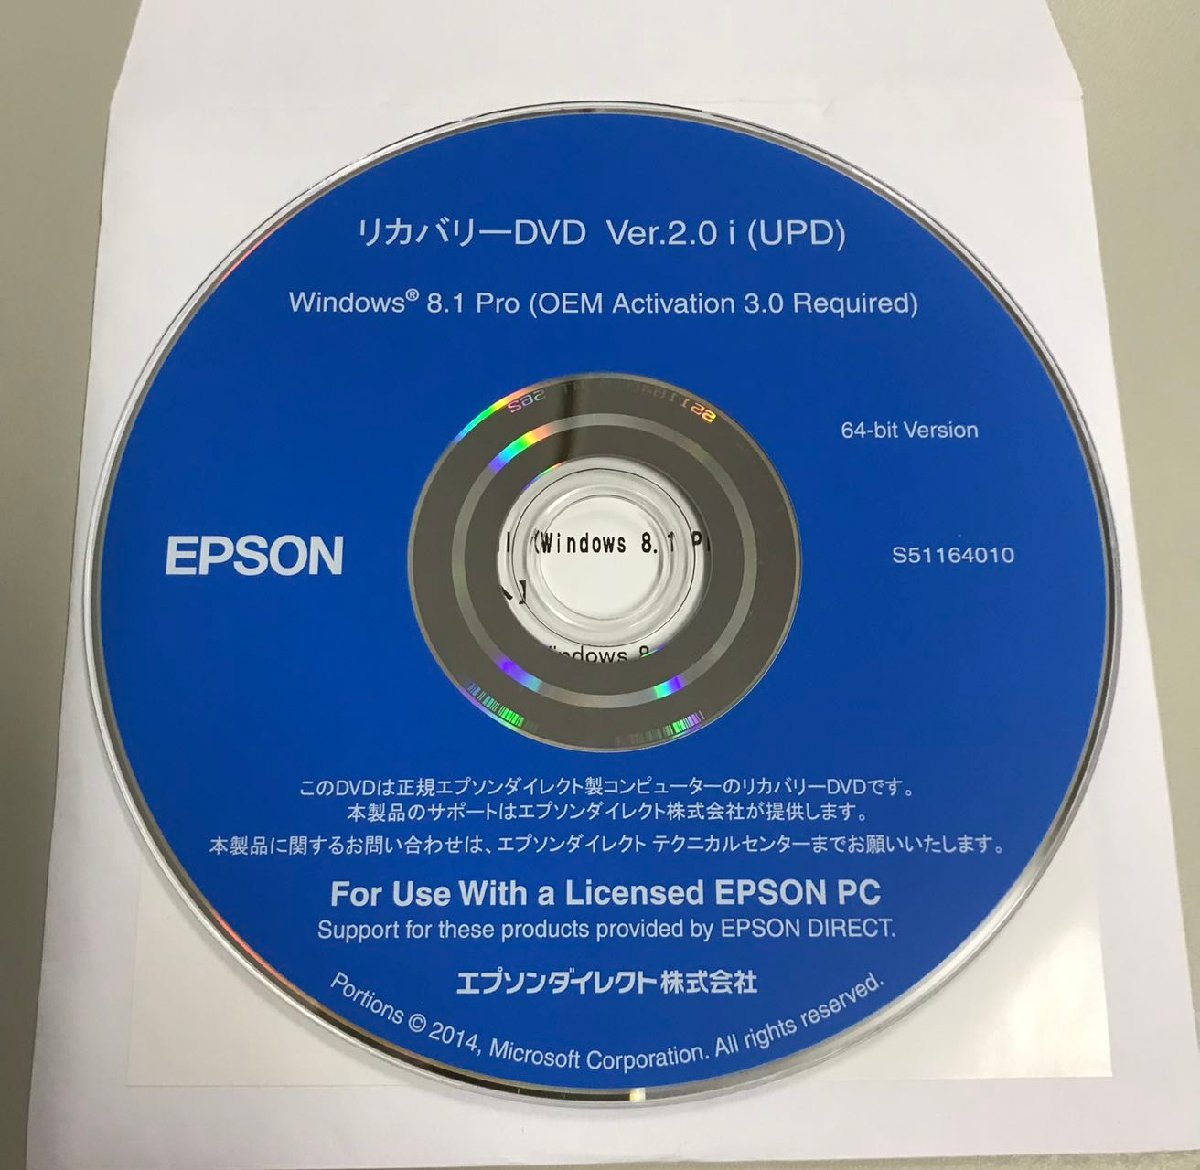 リカバリーDVD Ver.2.0 i (UPD)
Windows® 8.1 Pro (OEM Activation 3.0 Required)
64-bit Version
(Windows 8.1 P
EPSON
S51164010
indows 8
このDVDは正規エプソンダイレクト製コンピューターのリカバリーDVDです。
本製品のサポートはエプソンダイレクト株式会社が提供します。
本製品に関するお問い合わせは、エプソンダイレクト テクニカルセンターまでお願いいたします。
For Use With a Licensed EPSON PC
Support for these products provided by EPSON DIRECT.
エプソンダイレクト株式会社
Portions © 2014, Microsoft Corporation. All rights reserved.